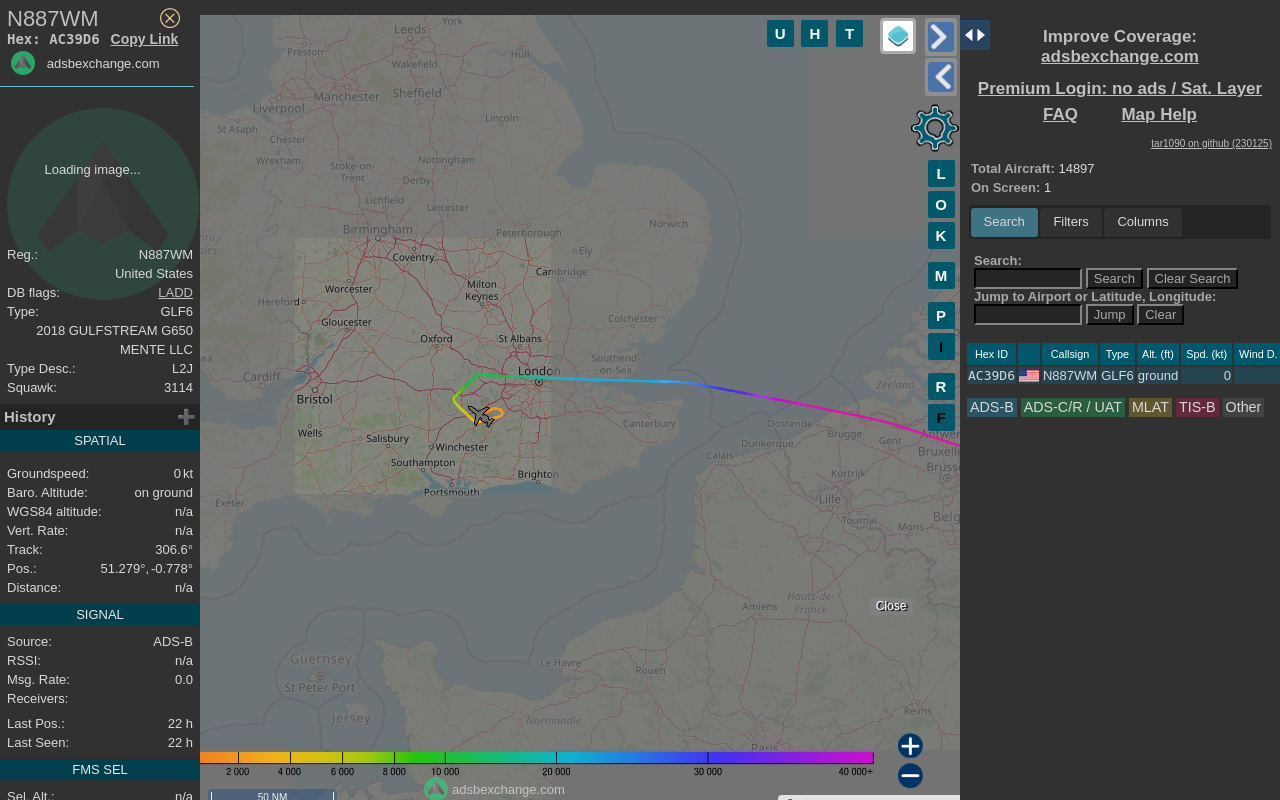 N887WM
Hex: AC39D6 Copy Link
adsbexchange.com
Loading image...
Reg.: N887WM
United States
DB flags: LADD
Type: GLF6
2018 GULFSTREAM G650
MENTE LLC
Type Desc.: L2J
Squawk: 3114
History
SPATIAL
Groundspeed: 0 kt
Baro. Altitude: on ground
WGS84 altitude: n/a
Vert. Rate: n/a
Track: 306.6°
Pos.: 51.279°, -0.778°
Distance: n/a
SIGNAL
Source: ADS-B
RSSI: n/a
Msg. Rate: 0.0
Receivers:
Last Pos.: 22 h
Last Seen: 22 h
FMS SEL
Sel. Alt.: n/a
U H T
L
O
K
M
P
I
R
F
York
Leeds
Preston
Wakefield
Hull
Manchester
Sheffield
Liverpool
Lincoln
St Asaph
Chester
Wrexham
Stoke-on-
Trent
Nottingham
Derby
Lichfield
Leicester
Norwich
Peterborough
Birmingham
Ely
Coventry
Cambridge
Worcester
Milton
Keynes
Hereford
Gloucester
Colchester
Oxford
St Albans
Southend
-on-Sea
Cardiff
London
Bristol
Zeeland
Canterbury
Oostende
Wells
Salisbury
Brugge
Gent
Antwer
Dunkerque
Winchester
Calais
Bruxelle
Brusse
Southampton
Brighton
Kortrijk
Portsmouth
Lille
Exeter
Tournai
Mons
Belg
Hauts-de-
France
Amiens
Close
Guernsey
St Peter Port
Le Havre
Rouen
Jersey
Normandie
Reims
Paris
2 000 4 000 6 000 8 000 10 000 20 000 30 000 40 000+
adsbexchange.com
50 NM
Improve Coverage:
adsbexchange.com
Premium Login: no ads / Sat. Layer
FAQ Map Help
tar1090 on github (230125)
Total Aircraft: 14897
On Screen: 1
Search Filters Columns
Search:
Search Clear Search
Jump to Airport or Latitude, Longitude:
Jump Clear
Hex ID Callsign Type Alt. (ft) Spd. (kt) Wind D.
AC39D6 N887WM GLF6 ground 0
ADS-B ADS-C/R / UAT MLAT TIS-B Other